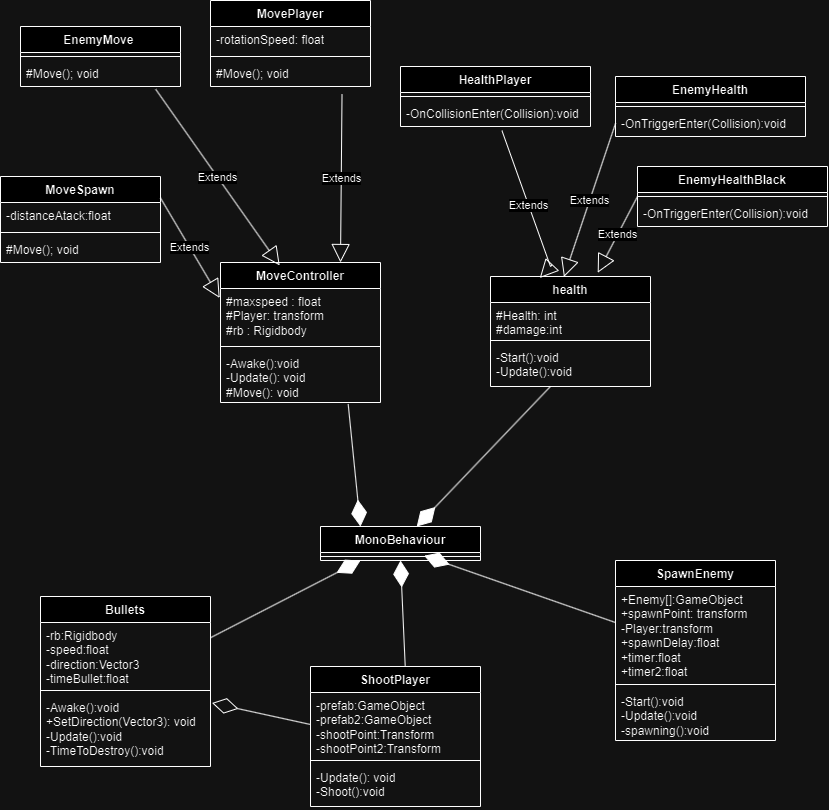 MovePlayer
-rotationSpeed: float
#Move(); void
EnemyMove
#Move(); void
HealthPlayer
-OnCollisionEnter(Collision):void
EnemyHealth
-OnTriggerEnter(Collision):void
EnemyHealthBlack
-OnTriggerEnter(Collision):void
MoveSpawn
-distanceAtack:float
#Move(); void
Extends
Extends
Extends
Extends
Extends
Extends
MoveController
#maxspeed : float
#Player: transform
#rb : Rigidbody
-Awake():void
-Update(): void
#Move(): void
health
#Health: int
#damage:int
-Start():void
-Update():void
MonoBehaviour
Bullets
-rb:Rigidbody
-speed:float
-direction:Vector3
-timeBullet:float
-Awake():void
+SetDirection(Vector3): void
-Update():void
-TimeToDestroy():void
ShootPlayer
-prefab:GameObject
-prefab2:GameObject
-shootPoint:Transform
-shootPoint2:Transform
-Update(): void
-Shoot():void
SpawnEnemy
+Enemy[]:GameObject
+spawnPoint: transform
-Player:transform
+spawnDelay:float
+timer:float
+timer2:float
-Start():void
-Update():void
-spawning():void